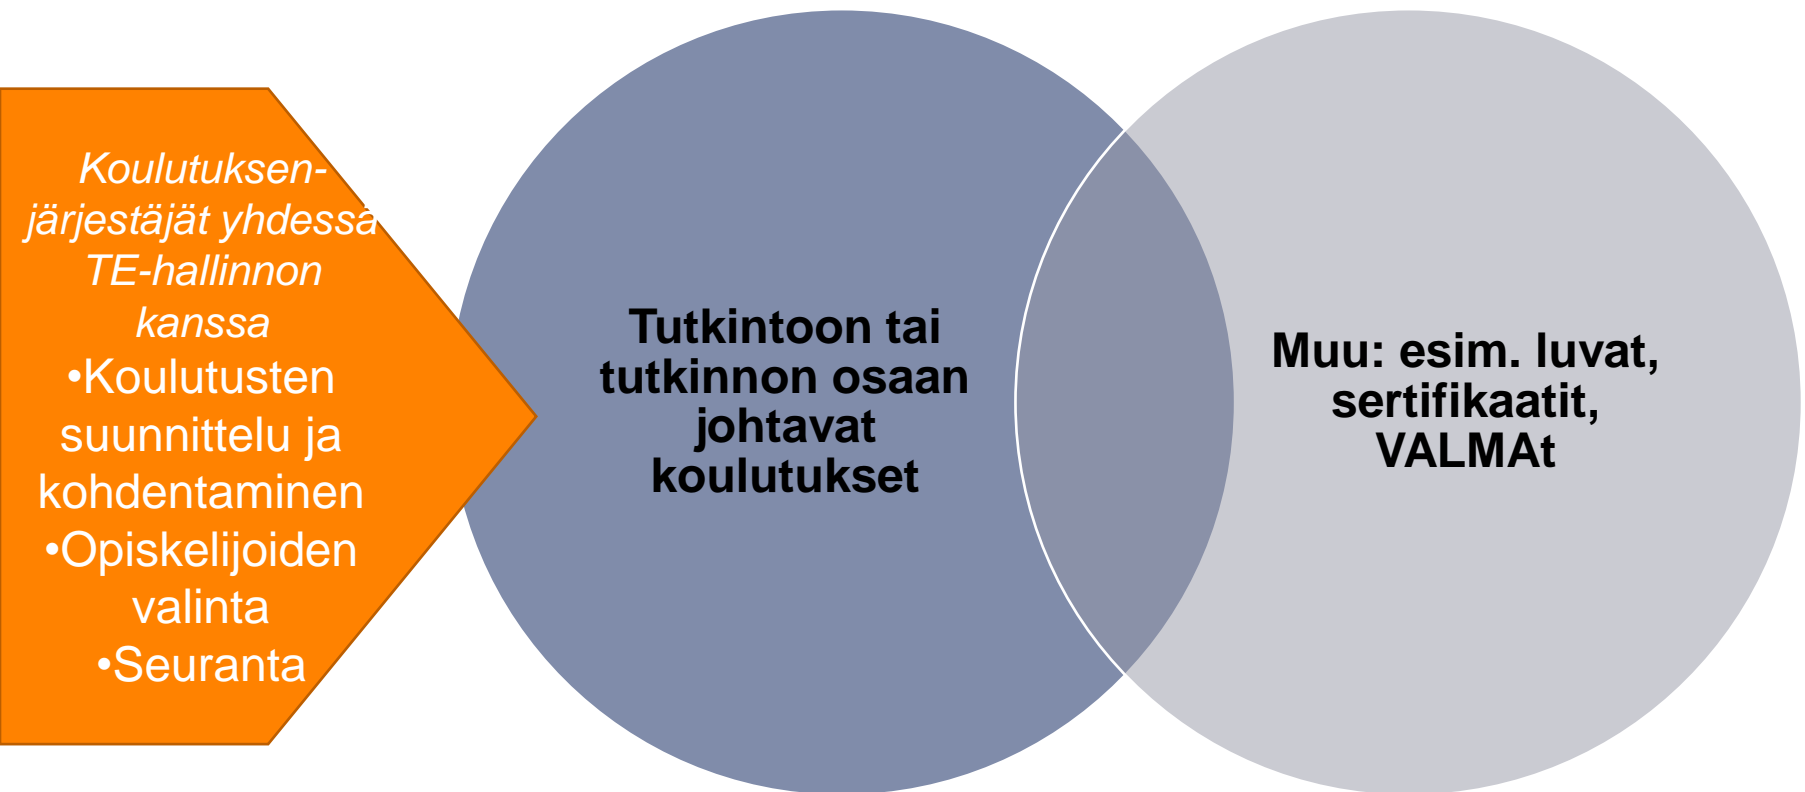 Koulutuksen-
järjestäjät yhdessä
TE-hallinnon
kanssa
•Koulutusten
suunnittelu ja
kohdentaminen
•Opiskelijoiden
valinta
•Seuranta
Tutkintoon tai
tutkinnon osaan
johtavat
koulutukset
Muu: esim. luvat,
sertifikaatit,
VALMAt